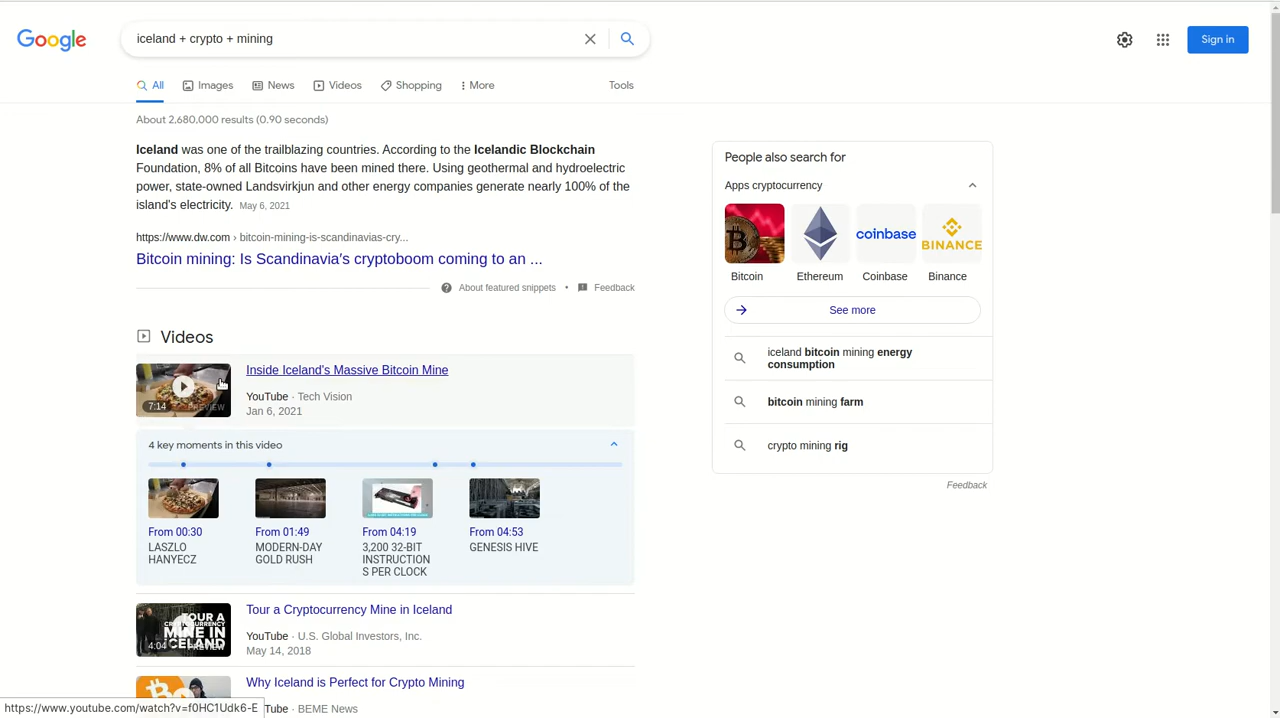 Google
iceland + crypto + mining
Sign in
All
Images
News
Videos
Shopping
More
Tools
About 2,680,000 results (0.90 seconds)
Iceland was one of the trailblazing countries. According to the Icelandic Blockchain
Foundation, 8% of all Bitcoins have been mined there. Using geothermal and hydroelectric
power, state-owned Landsvirkjun and other energy companies generate nearly 100% of the
island's electricity. May 6, 2021
https://www.dw.com › bitcoin-mining-is-scandinavias-cry...
Bitcoin mining: Is Scandinavia's cryptoboom coming to an ...
About featured snippets • Feedback
Videos
7:14
PREVIEW
Inside Iceland's Massive Bitcoin Mine
YouTube · Tech Vision
Jan 6, 2021
4 key moments in this video
From 00:30
LASZLO
HANYECZ
From 01:49
MODERN-DAY
GOLD RUSH
From 04:19
3,200 32-BIT
INSTRUCTION
S PER CLOCK
From 04:53
GENESIS HIVE
TOUR A
CRYPTOCURRENCY
MINE IN
ICELAND
4:04
PREVIEW
Tour a Cryptocurrency Mine in Iceland
YouTube · U.S. Global Investors, Inc.
May 14, 2018
Why Iceland is Perfect for Crypto Mining
Tube · BEME News
https://www.youtube.com/watch?v=f0HC1Udk6-E
People also search for
Apps cryptocurrency
coinbase
BINANCE
Bitcoin
Ethereum
Coinbase
Binance
See more
iceland bitcoin mining energy
consumption
bitcoin mining farm
crypto mining rig
Feedback